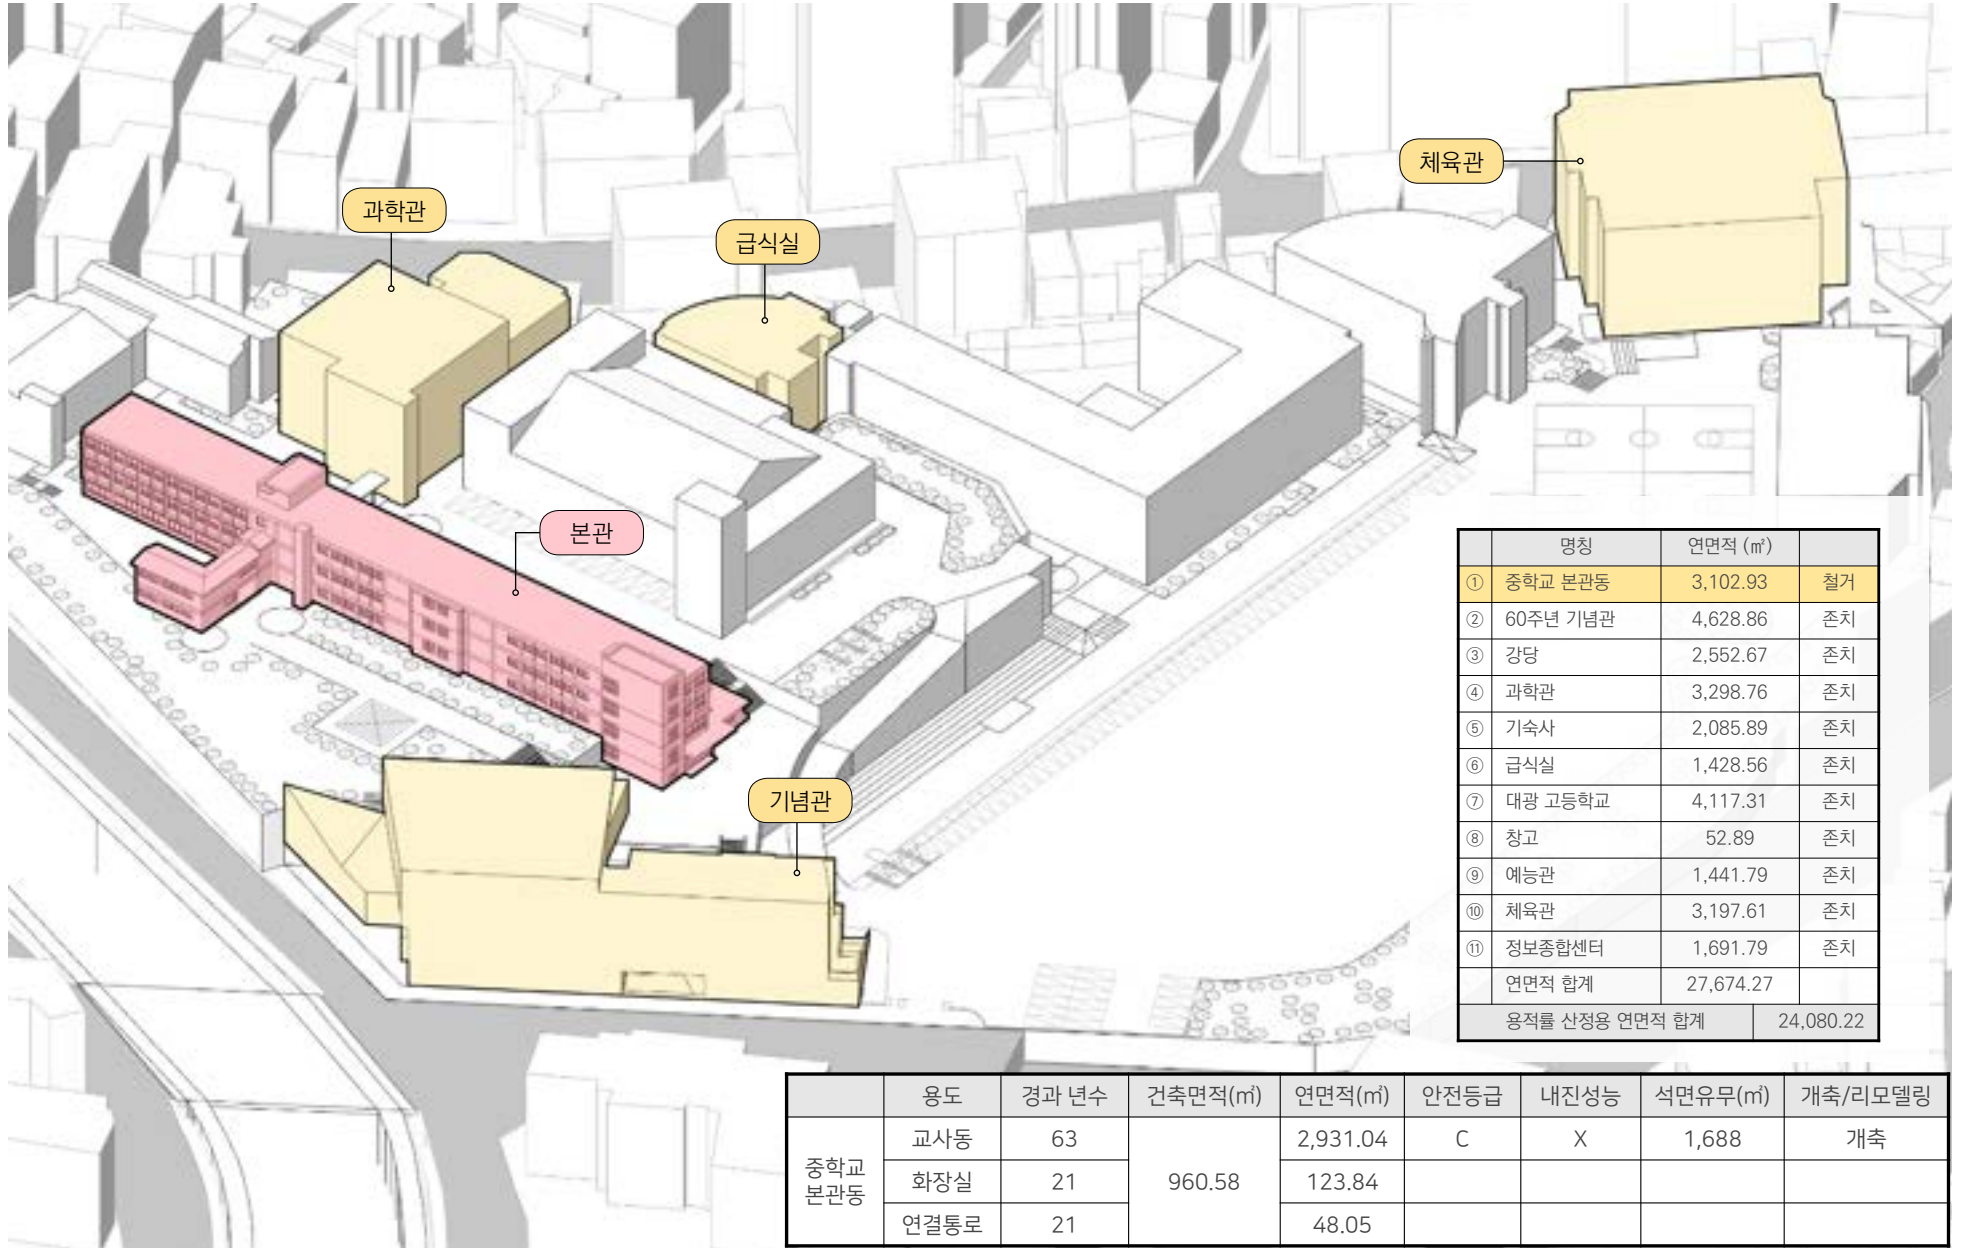 체육관
과학관
급식실
본관
기념관
명칭 연면적 (㎡)
① 중학교 본관동 3,102.93 철거
② 60주년 기념관 4,628.86 존치
③ 강당 2,552.67 존치
④ 과학관 3,298.76 존치
⑤ 기숙사 2,085.89 존치
⑥ 급식실 1,428.56 존치
⑦ 대광 고등학교 4,117.31 존치
⑧ 창고 52.89 존치
⑨ 예능관 1,441.79 존치
⑩ 체육관 3,197.61 존치
⑪ 정보종합센터 1,691.79 존치
연면적 합계 27,674.27
용적률 산정용 연면적 합계 24,080.22
용도 경과 년수 건축면적(㎡) 연면적(㎡) 안전등급 내진성능 석면유무(㎡) 개축/리모델링
중학교 본관동 교사동 63 960.58 2,931.04 C X 1,688 개축
화장실 21 123.84
연결통로 21 48.05